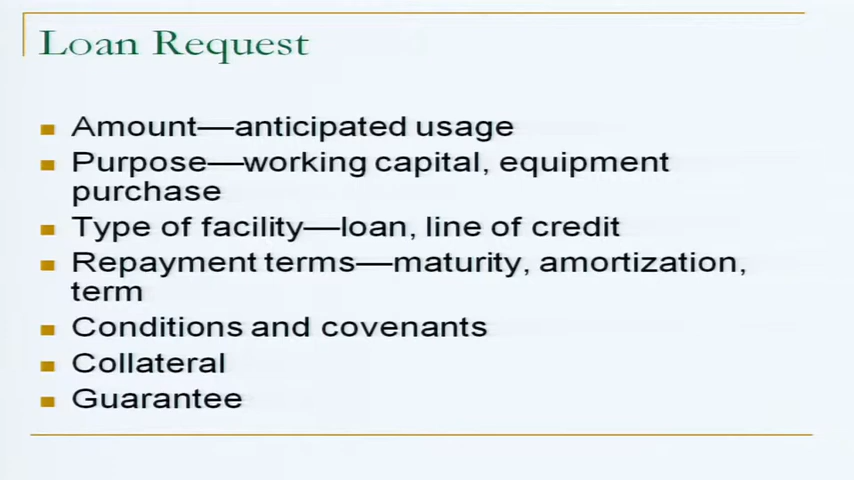 Loan Request
Amount—anticipated usage
Purpose—working capital, equipment
purchase
Type of facility—loan, line of credit
Repayment terms—maturity, amortization,
term
Conditions and covenants
Collateral
Guarantee